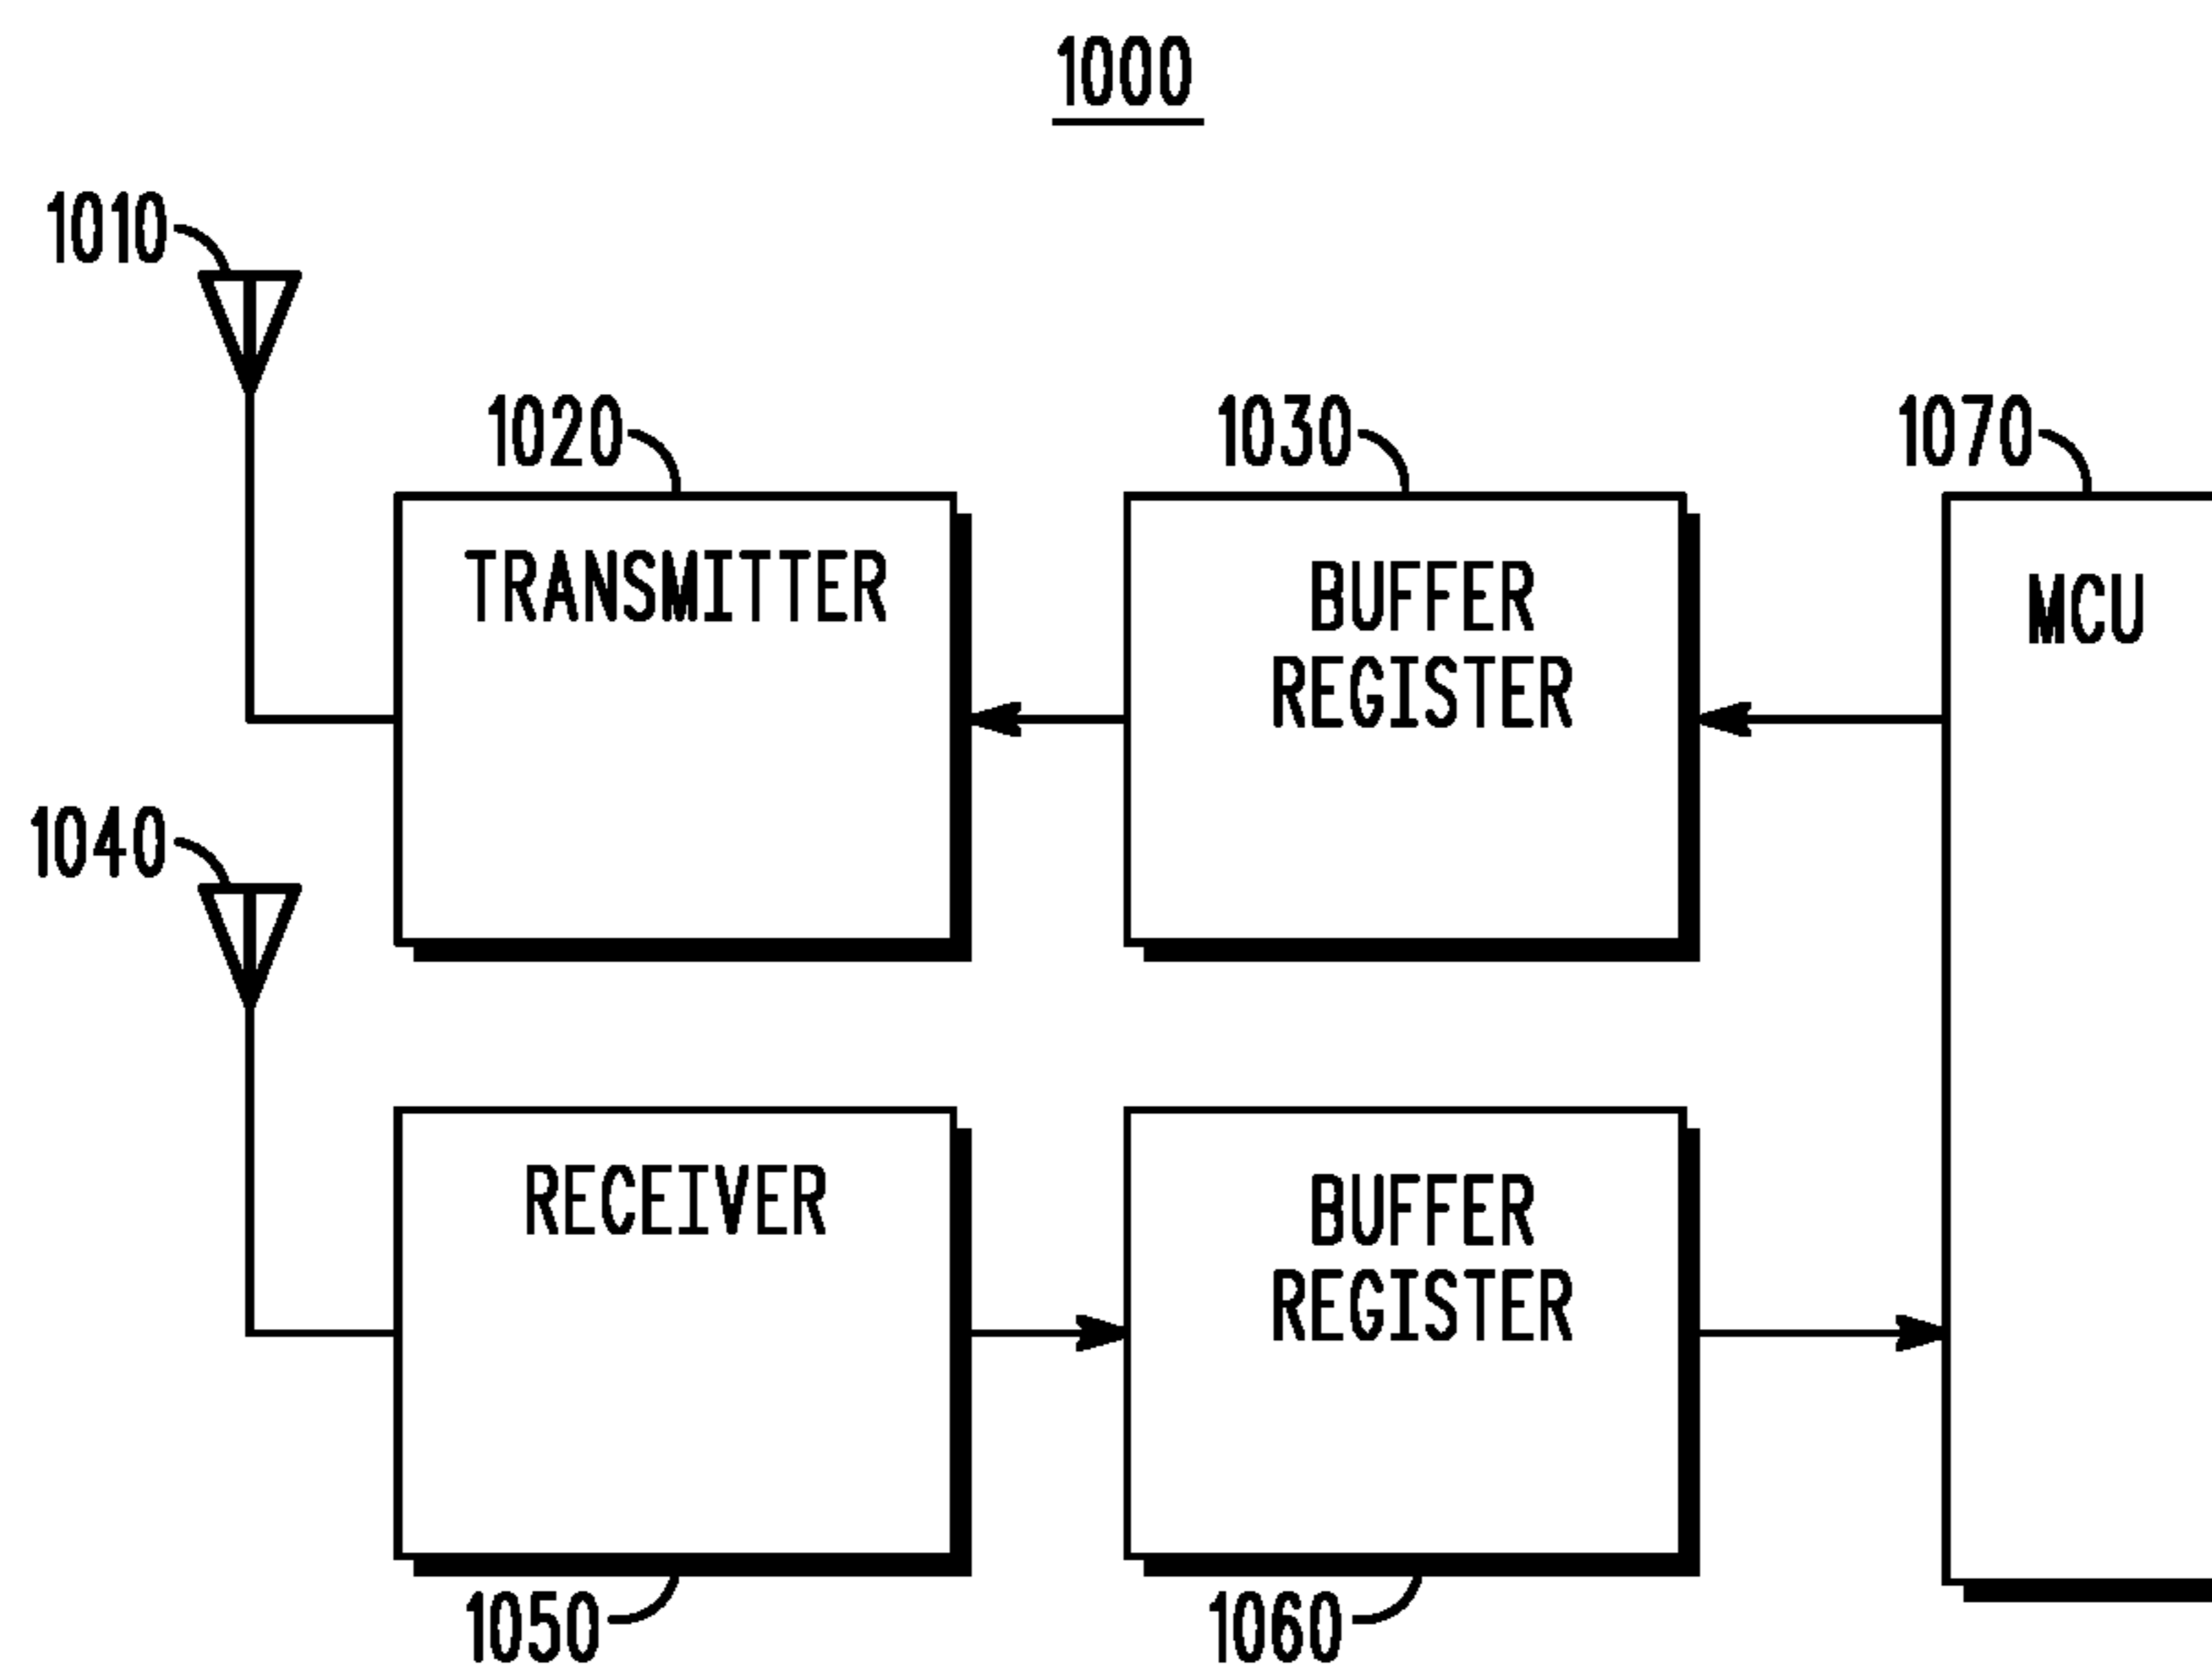 1000
1010
1020
1030
1070
TRANSMITTER
BUFFER
REGISTER
MCU
1040
RECEIVER
BUFFER
REGISTER
1050
1060